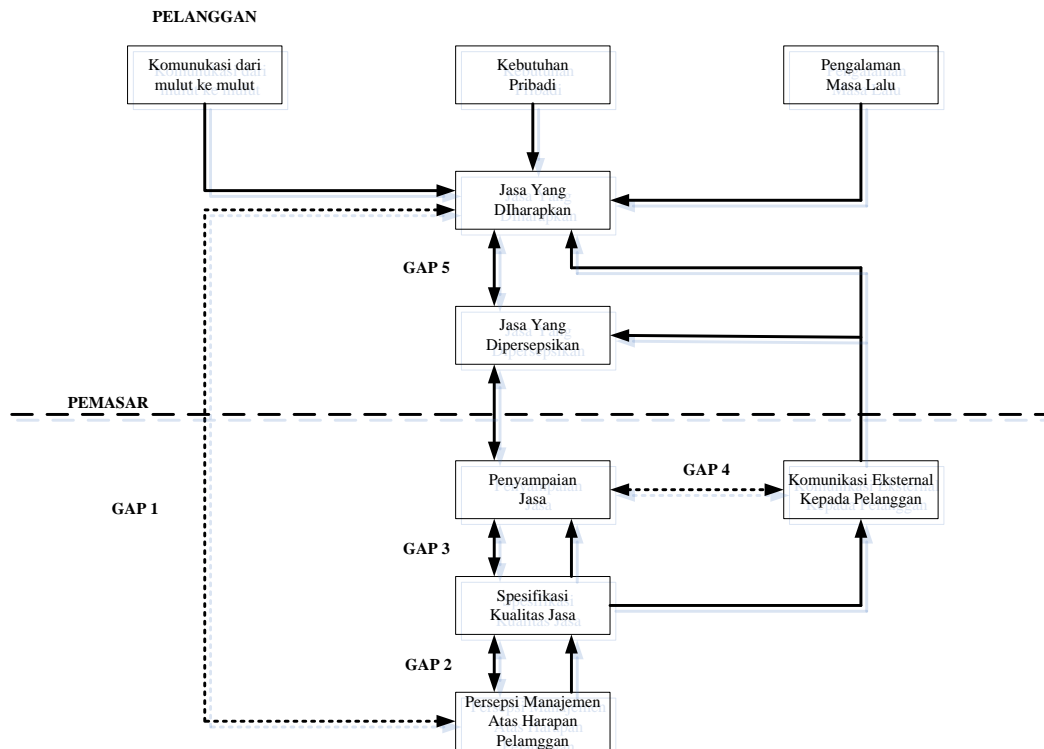 PELANGGAN
Komunukasi dari
mulut ke mulut
Kebutuhan
Pribadi
Pengalaman
Masa Lalu
Jasa Yang
DIharapkan
GAP 5
Jasa Yang
Dipersepsikan
PEMASAR
GAP 4
Penyampaian
Jasa
Komunikasi Eksternal
Kepada Pelanggan
GAP 1
GAP 3
Spesifikasi
Kualitas Jasa
GAP 2
Persepsi Manajemen
Atas Harapan
Pelamggan